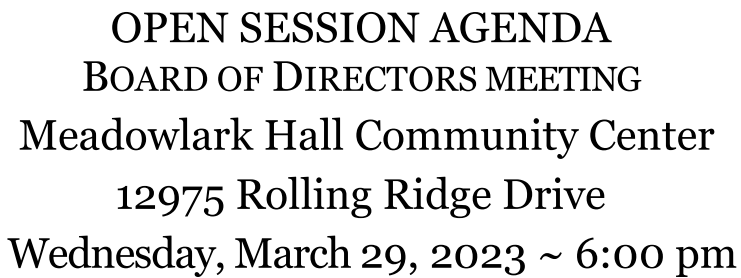 OPEN SESSION AGENDA
BOARD OF DIRECTORS MEETING
Meadowlark Hall Community Center
12975 Rolling Ridge Drive
Wednesday, March 29, 2023 ~ 6:00 pm